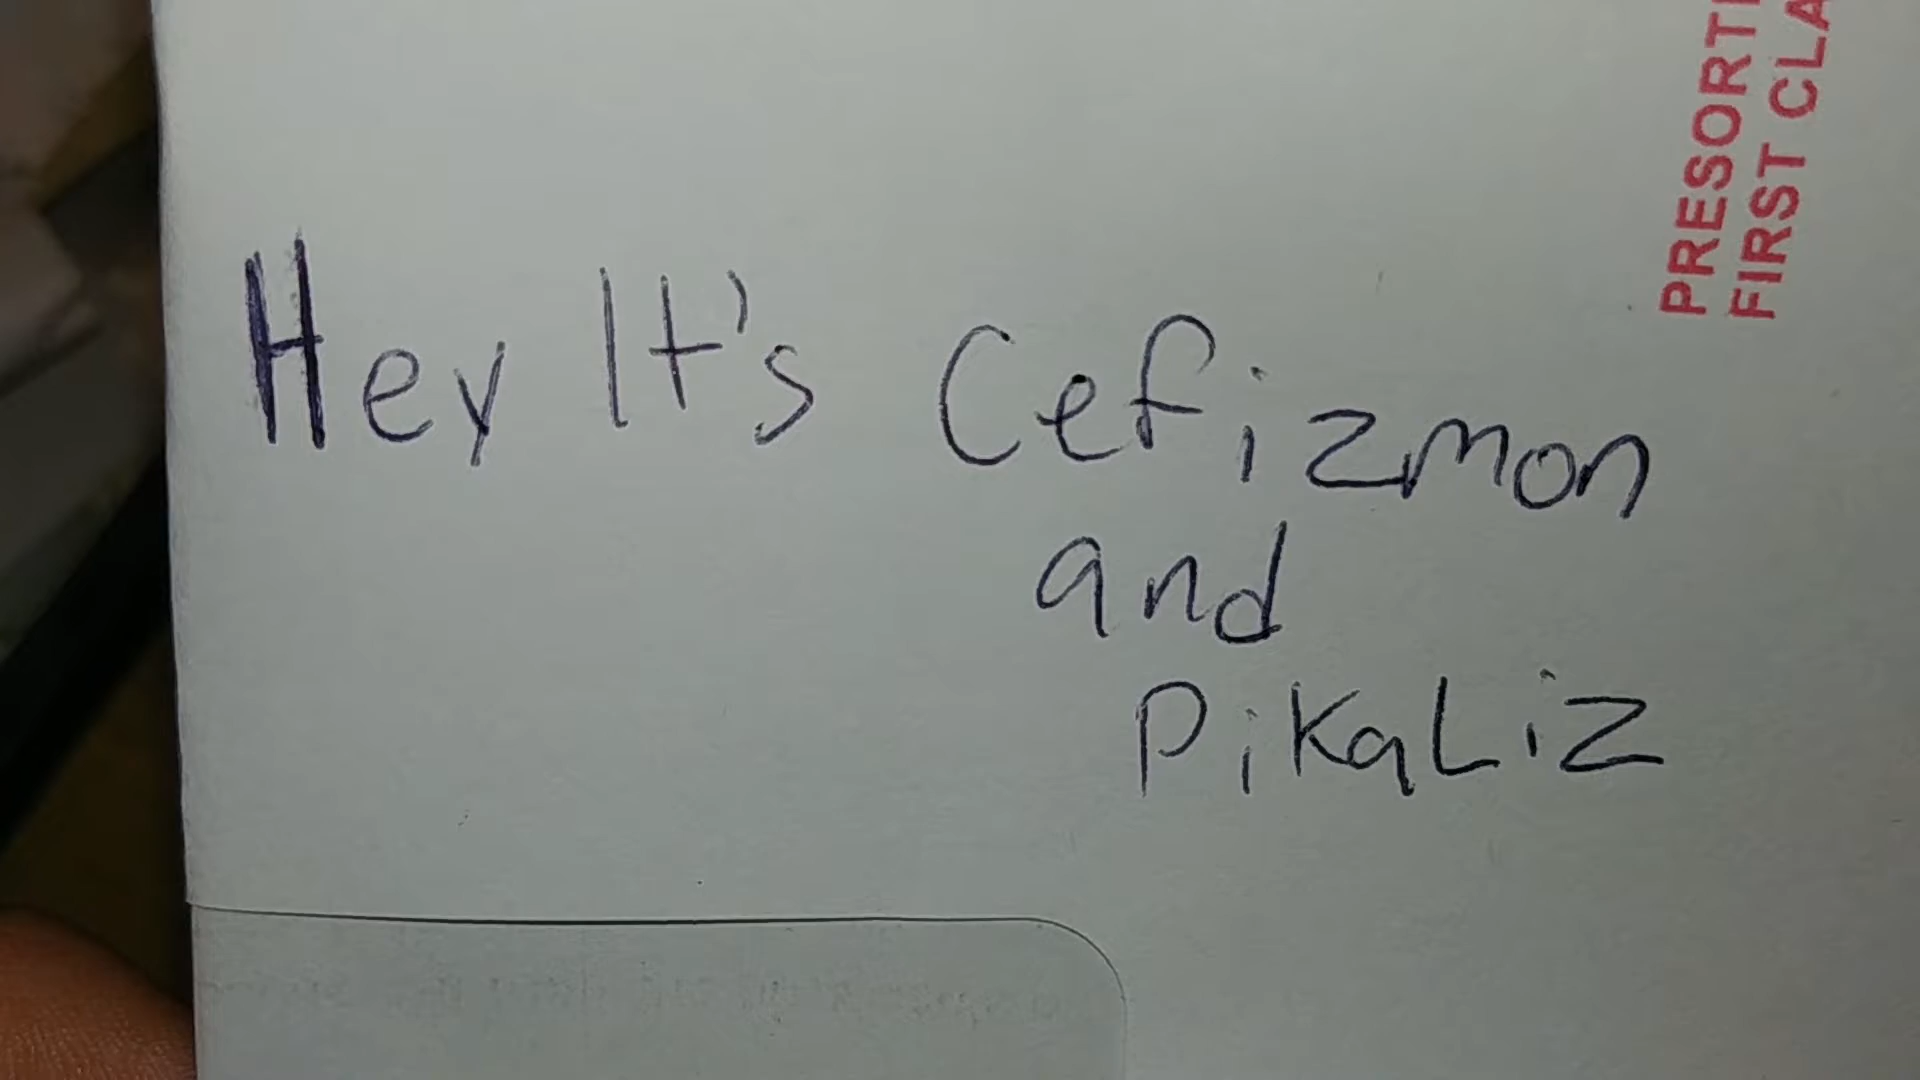 PRESORT
FIRST CLA
Hey It's Cefizmon
and
PikaLiz